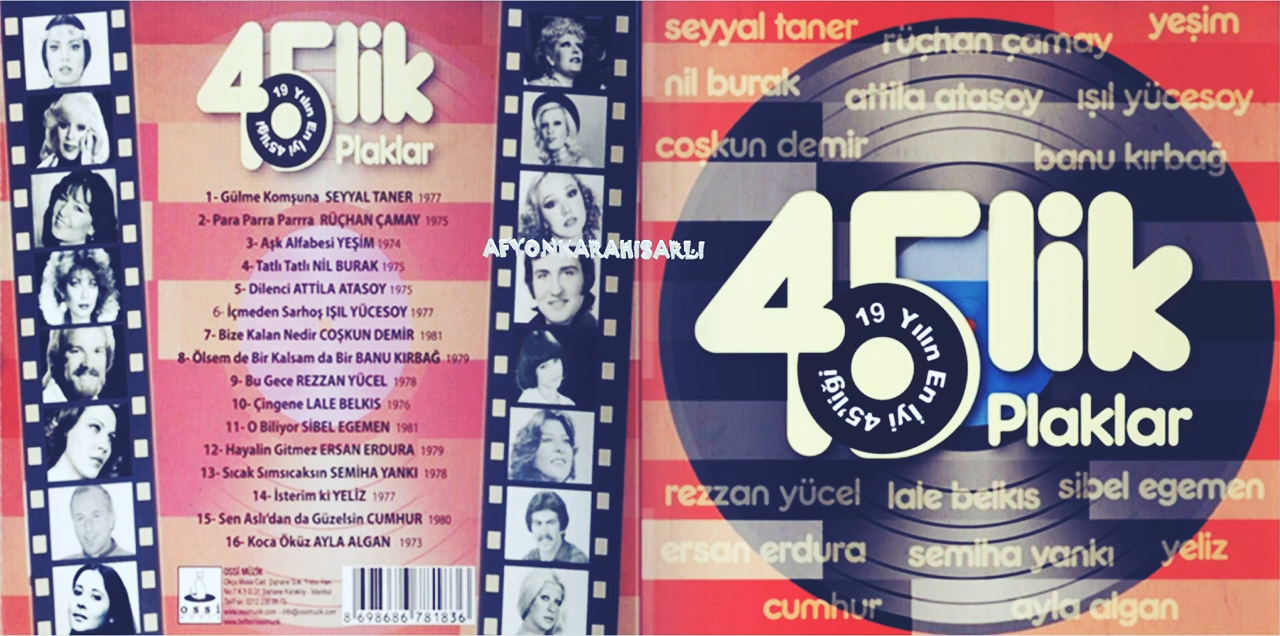 45lik
19 Yılın En İyi 45'liği
Plaklar
1- Gülme Komşuna SEYYAL TANER 1977
2- Para Parra Parrra RÜÇHAN ÇAMAY 1975
3- Aşk Alfabesi YEŞİM 1974
4- Tatlı Tatlı NİL BURAK 1975
5- Dilenci ATTİLA ATASOY 1975
6- İçmeden Sarhoş IŞIL YÜCESOY 1977
7- Bize Kalan Nedir COŞKUN DEMİR 1981
8- Ölsem de Bir Kalsam da Bir BANU KIRBAĞ 1979
9- Bu Gece REZZAN YÜCEL 1978
10- Çingene LALE BELKIS 1976
11- O Biliyor SİBEL EGEMEN 1981
12- Hayalin Gitmez ERSAN ERDURA 1979
13- Sıcak Sımsıcaksın SEMİHA YANKI 1978
14- İsterim ki YELİZ 1977
15- Sen Aslı'dan da Güzelsin CUMHUR 1980
16- Koca Öküz AYLA ALGAN 1973
OSSİ
OSSİ MÜZİK
8 698686 781836
AFYONKARAHISARLI
seyyal taner
rüçhan çamay
yeşim
nil burak
attila atasoy
ışıl yücesoy
coskun demir
banu kırbağ
45lik
19 Yılın En İyi 45'liği
Plaklar
rezzan yücel
lale belkıs
sibel egemen
ersan erdura
semiha yankı
yeliz
cumhur
ayla algan